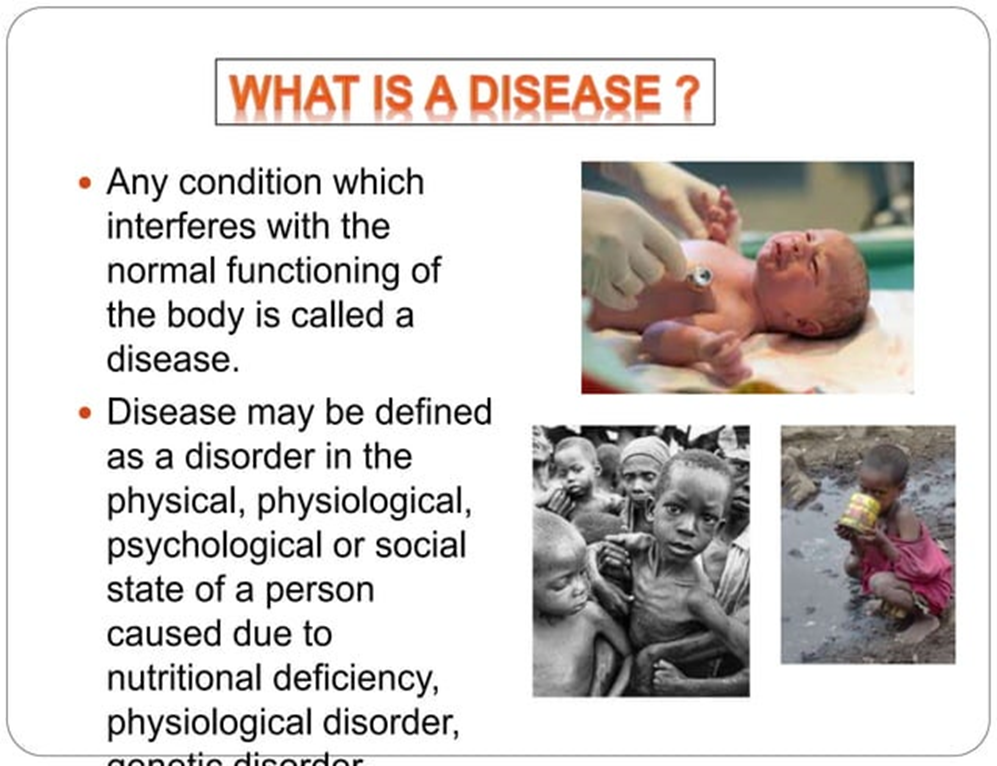 WHAT IS A DISEASE ?
• Any condition which
interferes with the
normal functioning of
the body is called a
disease.
• Disease may be defined
as a disorder in the
physical, physiological,
psychological or social
state of a person
caused due to
nutritional deficiency,
physiological disorder,
genetic disorder